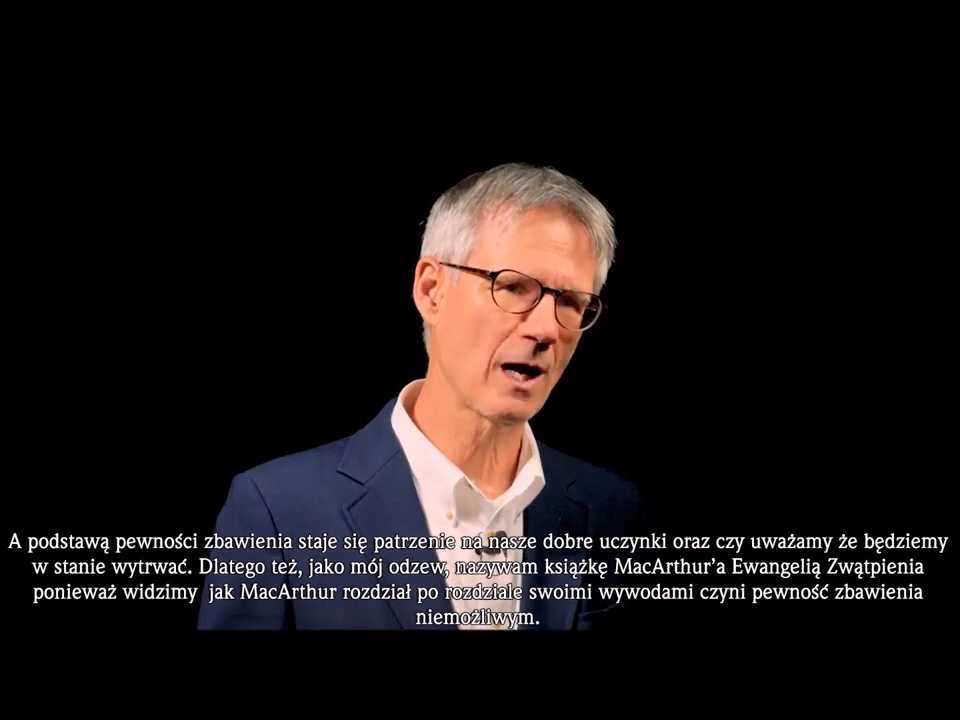 A podstawą pewności zbawienia staje się patrzenie na nasze dobre uczynki oraz czy uważamy że będziemy
w stanie wytrwać. Dlatego też, jako mój odzew, nazywam książkę MacArthur'a Ewangelią Zwątpienia
ponieważ widzimy jak MacArthur rozdział po rozdziale swoimi wywodami czyni pewność zbawienia
niemożliwym.